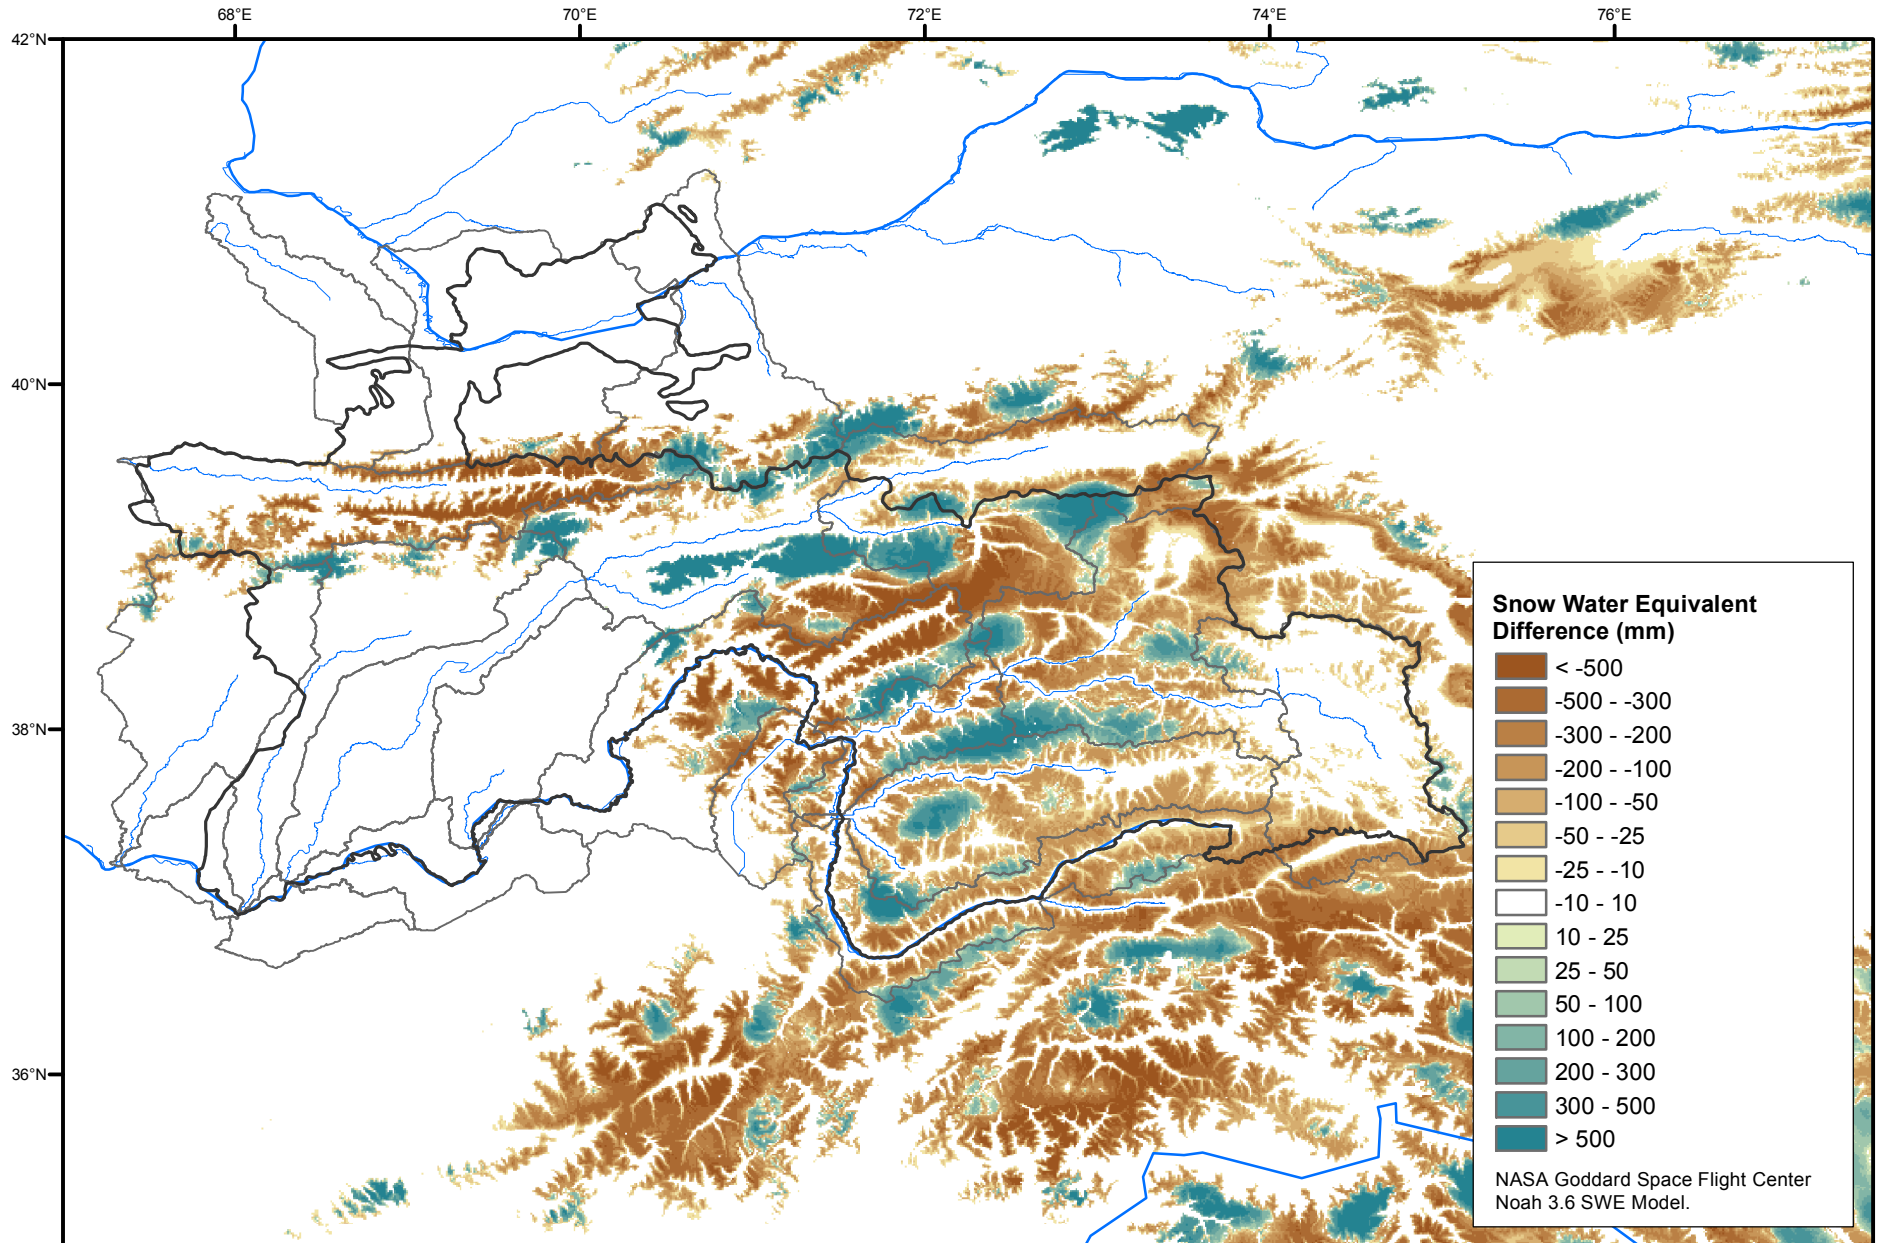 68°E
70°E
72°E
74°E
76°E
42°N
40°N
38°N
36°N
Snow Water Equivalent
Difference (mm)
< -500
-500 - -300
-300 - -200
-200 - -100
-100 - -50
-50 - -25
-25 - -10
-10 - 10
10 - 25
25 - 50
50 - 100
100 - 200
200 - 300
300 - 500
> 500
NASA Goddard Space Flight Center
Noah 3.6 SWE Model.